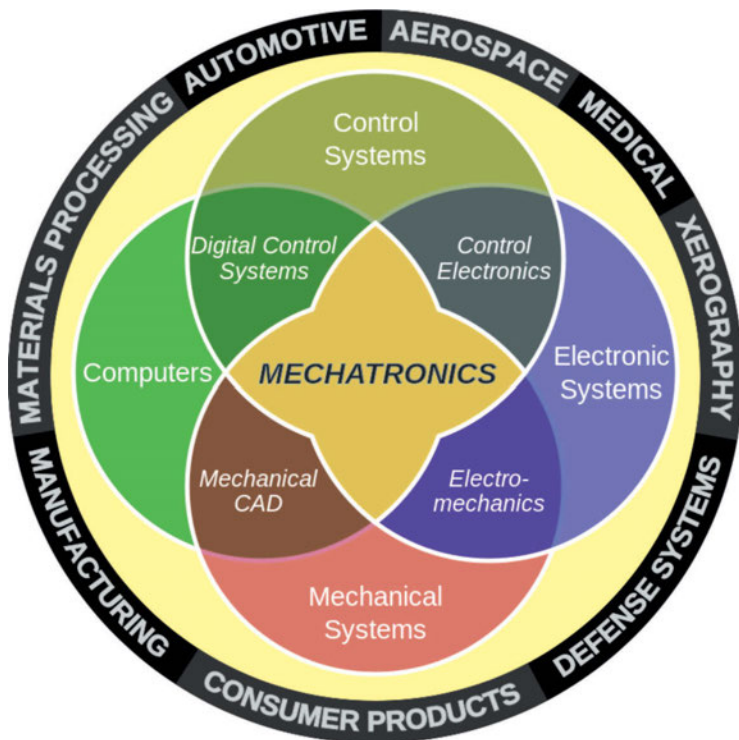 MATERIALS PROCESSING
AUTOMOTIVE
AEROSPACE
MEDICAL
XEROGRAPHY
DEFENSE SYSTEMS
CONSUMER PRODUCTS
MANUFACTURING
Control
Systems
Digital Control
Systems
Control
Electronics
Computers
MECHATRONICS
Electronic
Systems
Mechanical
CAD
Electro-
mechanics
Mechanical
Systems